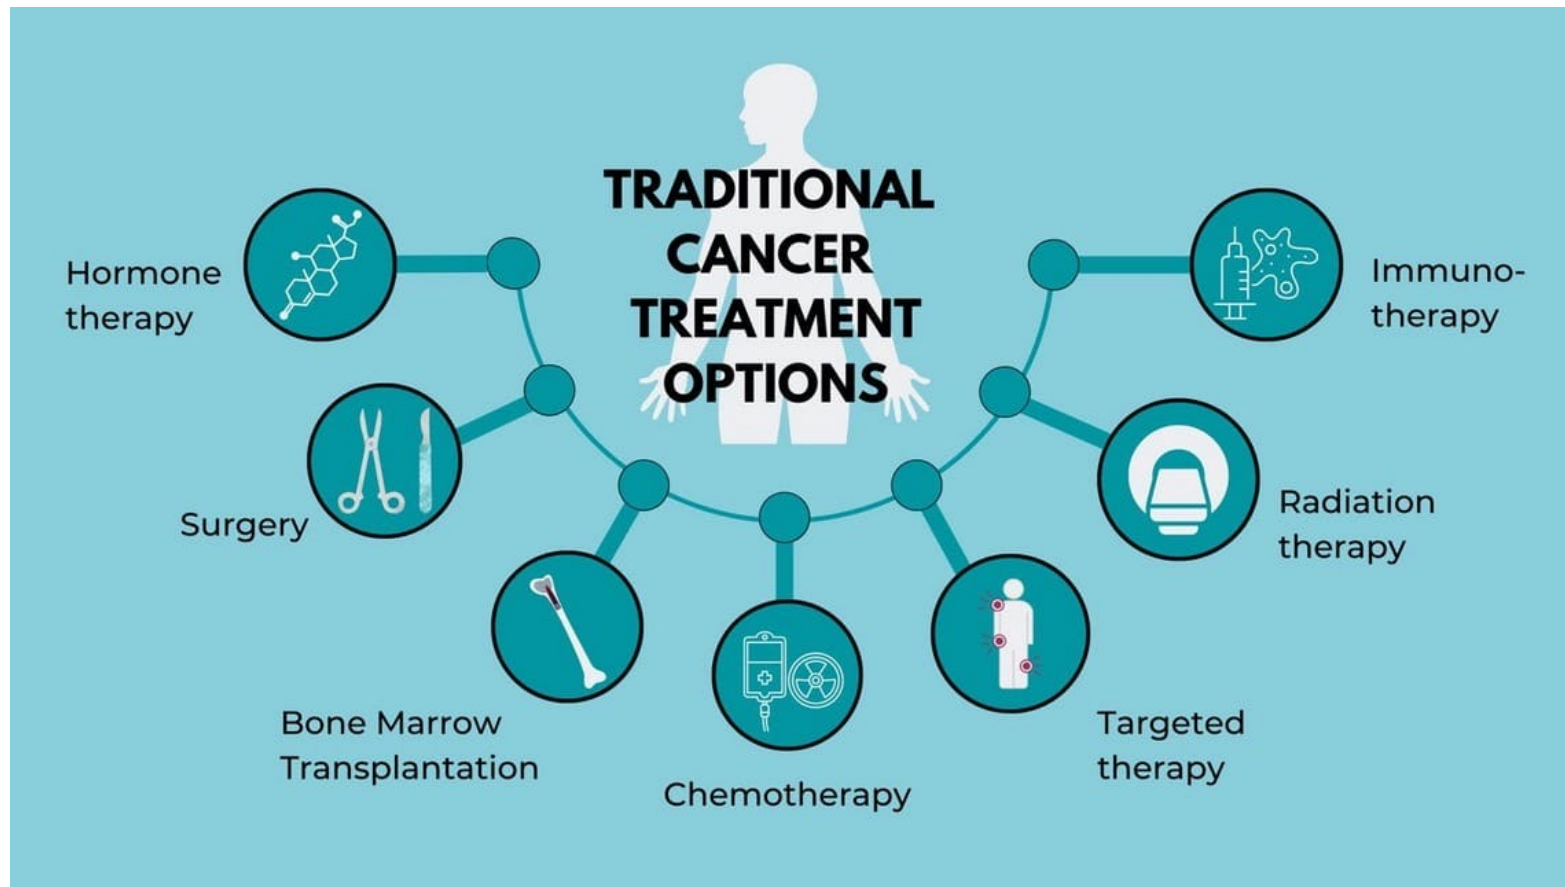 TRADITIONAL
CANCER
TREATMENT
OPTIONS
Hormone
therapy
Surgery
Bone Marrow
Transplantation
Chemotherapy
Targeted
therapy
Radiation
therapy
Immuno-
therapy